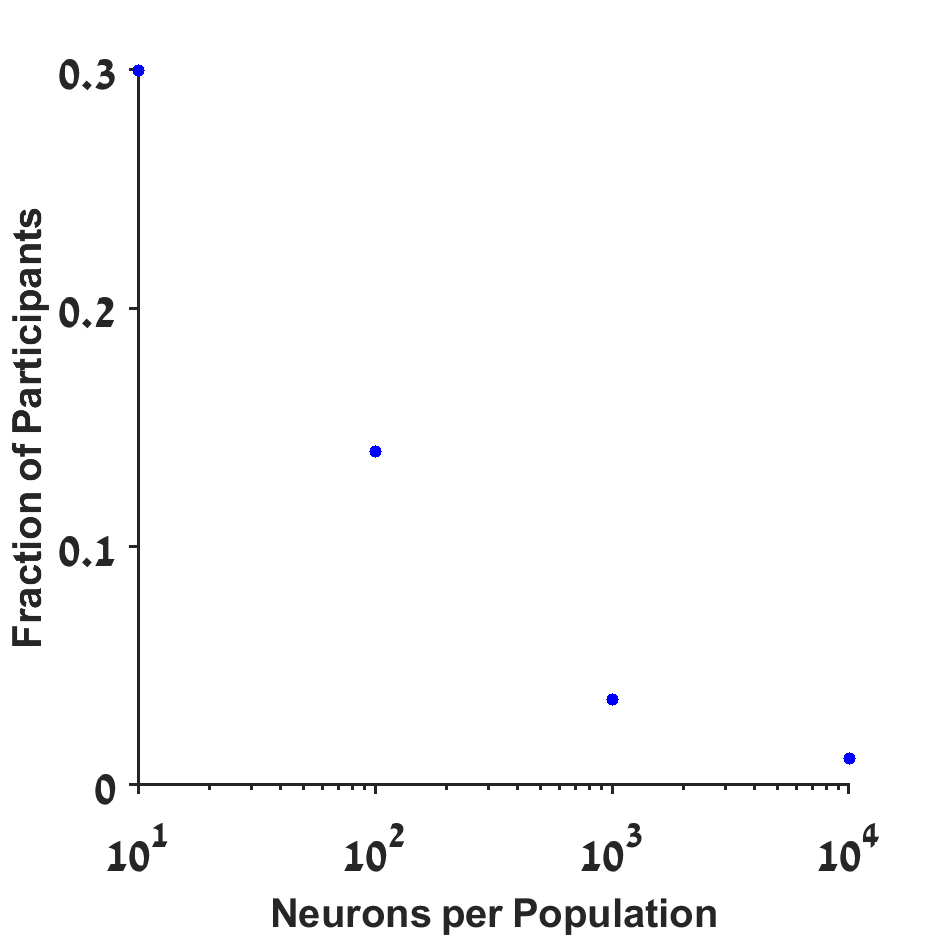 Fraction of Participants
0.3
0.2
0.1
0
10¹ 10² 10³ 10⁴
Neurons per Population